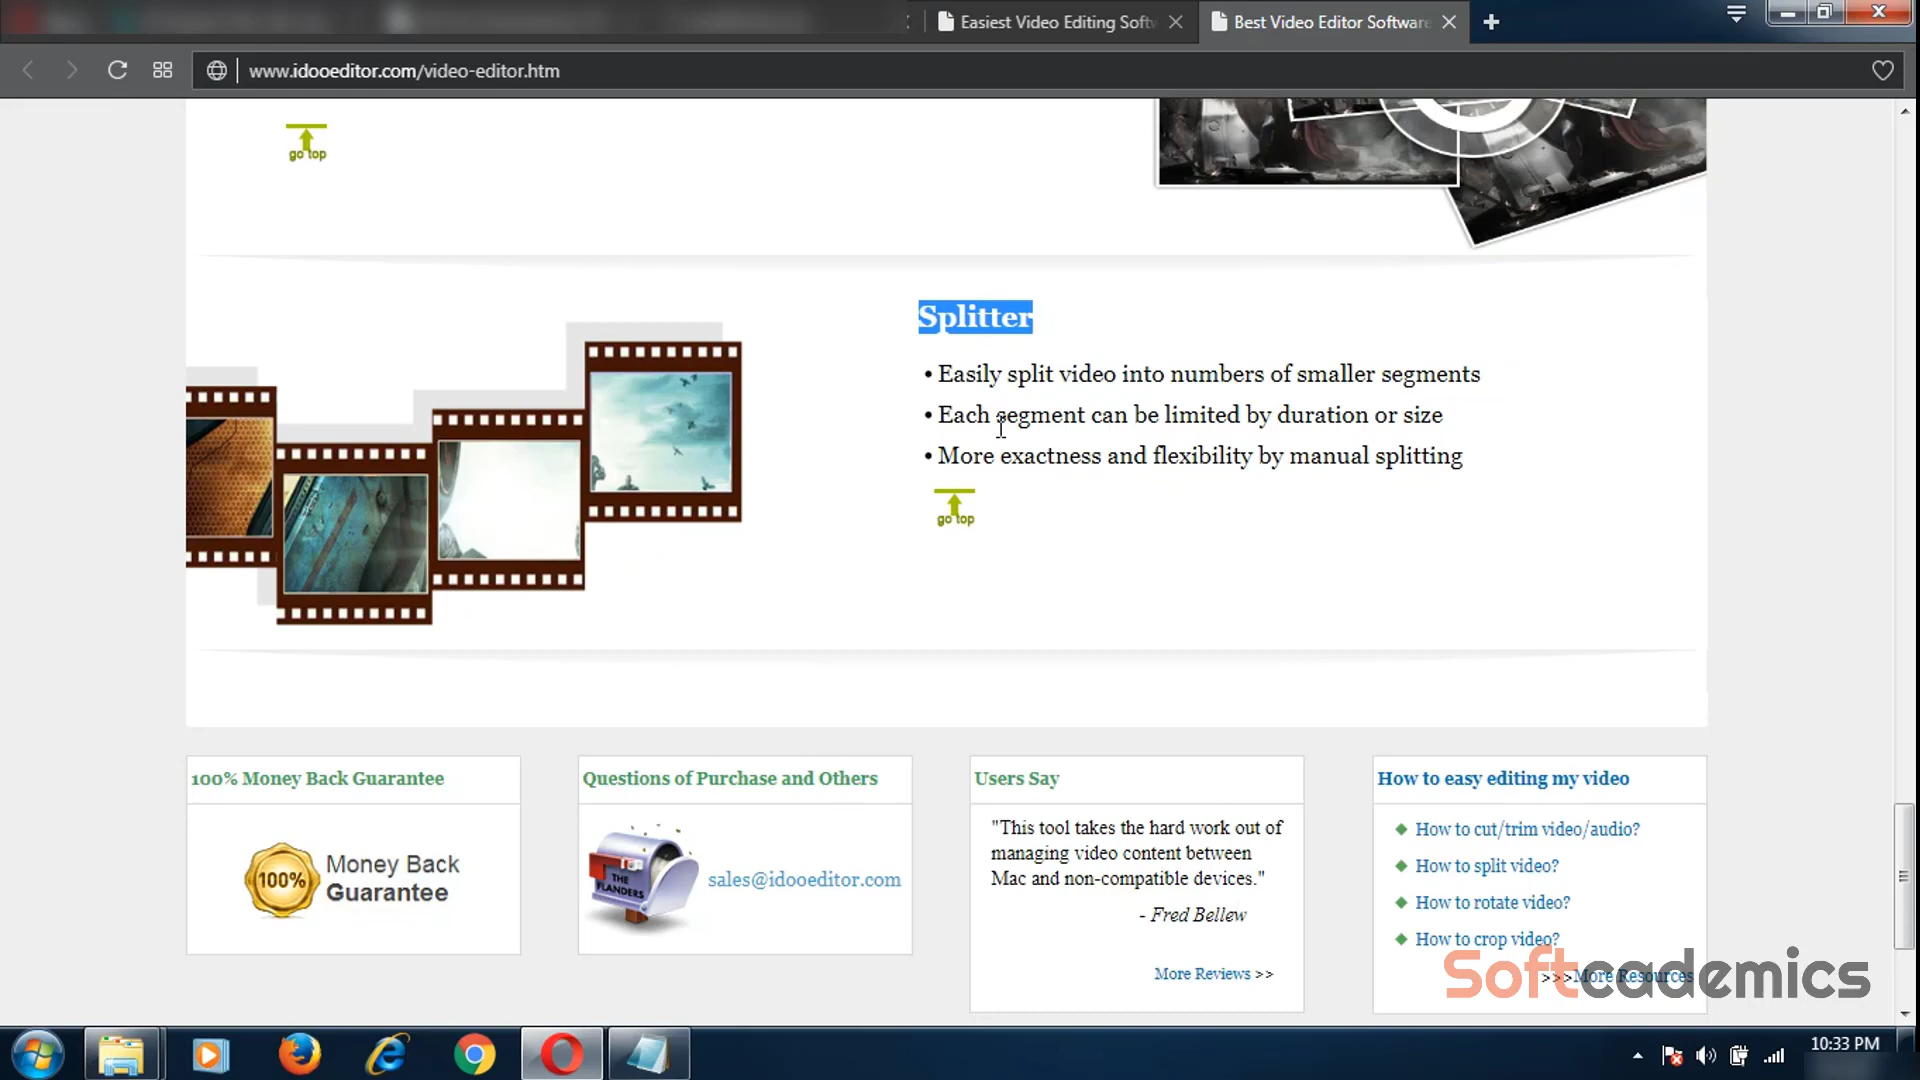 Easiest Video Editing Softw
Best Video Editor Software
www.idooeditor.com/video-editor.htm
go top
Splitter
• Easily split video into numbers of smaller segments
• Each segment can be limited by duration or size
• More exactness and flexibility by manual splitting
go top
100% Money Back Guarantee
100%
Money Back
Guarantee
Questions of Purchase and Others
THE
FLANDERS
sales@idooeditor.com
Users Say
"This tool takes the hard work out of
managing video content between
Mac and non-compatible devices."
- Fred Bellew
More Reviews >>
How to easy editing my video
How to cut/trim video/audio?
How to split video?
How to rotate video?
How to crop video?
>>>More Resources
Softcademics
10:33 PM